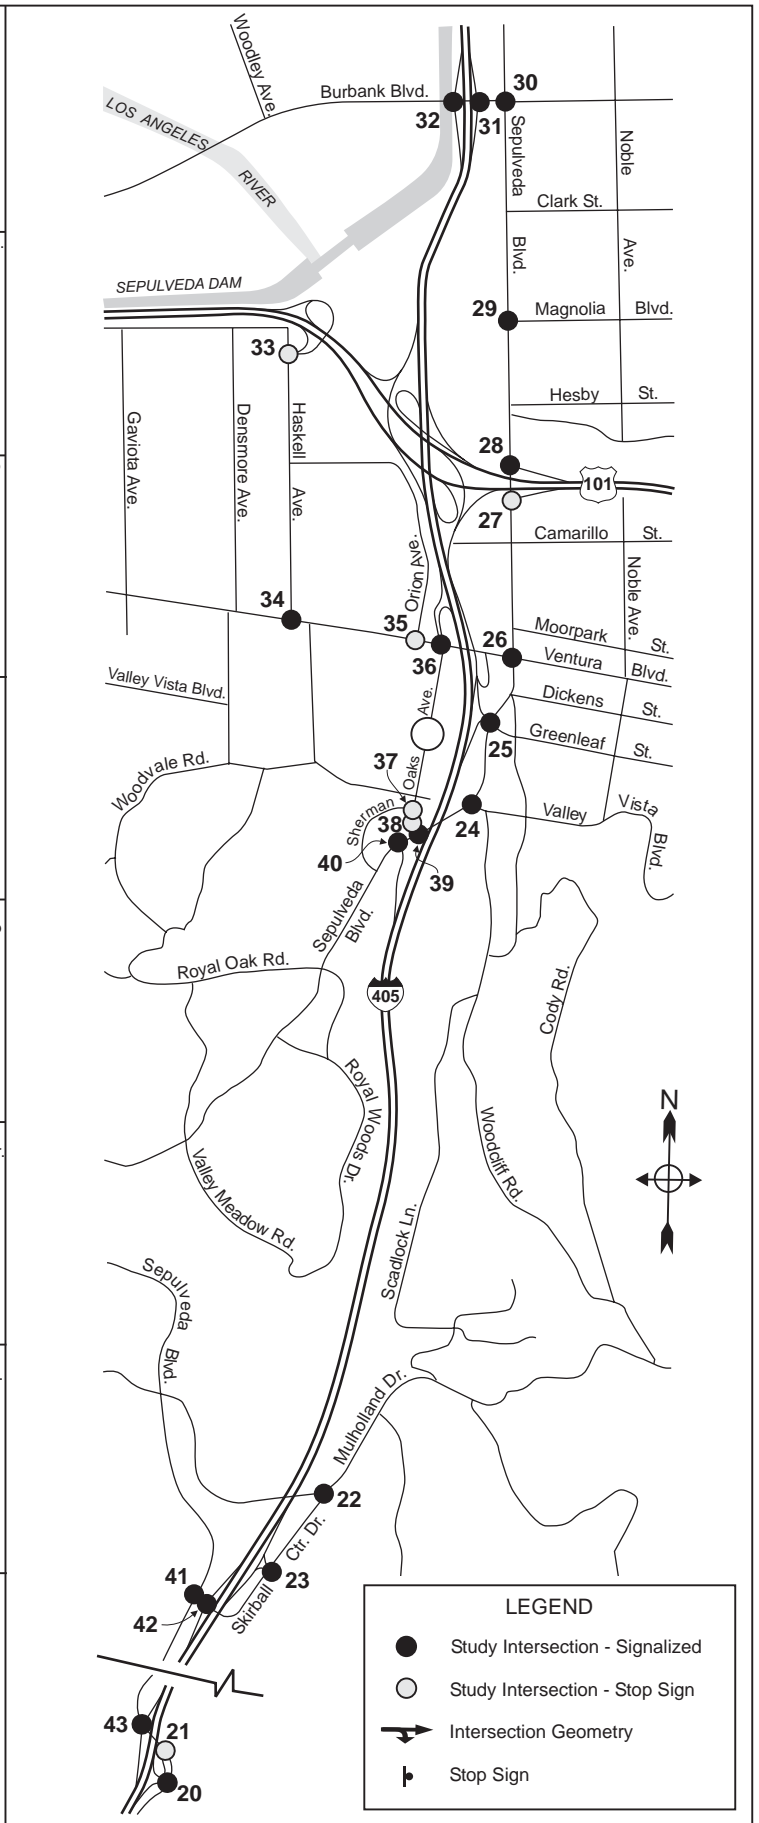 Woodley Ave.
Burbank Blvd.
30
32
31
LOS ANGELES
RIVER
Sepulveda
Blvd.
Noble
Ave.
Clark St.
SEPULVEDA DAM
29
Magnolia Blvd.
33
Hesby St.
Gaviota Ave.
Densmore Ave.
Haskell
Ave.
28
101
27
Camarillo St.
Orion Ave.
Noble Ave.
34
35
36
26
Moorpark St.
Ventura Blvd.
Valley Vista Blvd.
Dickens St.
Greenleaf St.
25
Woodvale Rd.
37
Sherman
Oaks
Ave.
38
24
Valley
Vista
Blvd.
40
39
Sepulveda
Blvd.
Royal Oak Rd.
405
Cody Rd.
Royal Woods Dr.
N
Woodcliff Rd.
Valley Meadow Rd.
Scadlock Ln.
Sepulveda
Blvd.
Mulholland Dr.
22
Skirball
Ctr. Dr.
23
41
42
43
21
20
LEGEND
Study Intersection - Signalized
Study Intersection - Stop Sign
Intersection Geometry
Stop Sign